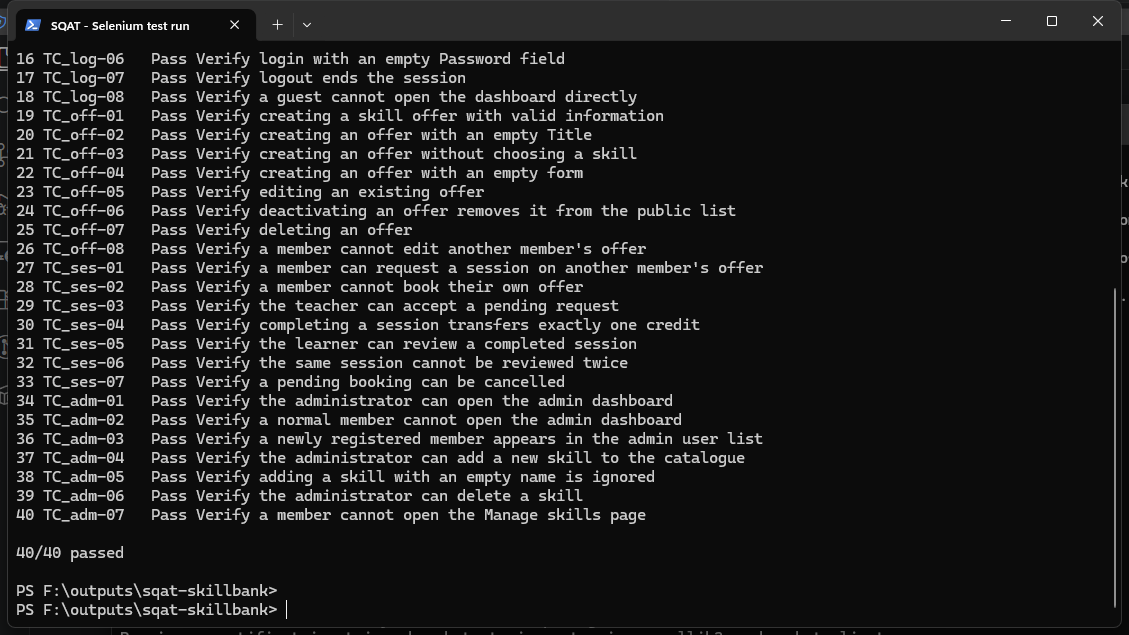 SQAT - Selenium test run
16 TC_log-06   Pass Verify login with an empty Password field
17 TC_log-07   Pass Verify logout ends the session
18 TC_log-08   Pass Verify a guest cannot open the dashboard directly
19 TC_off-01   Pass Verify creating a skill offer with valid information
20 TC_off-02   Pass Verify creating an offer with an empty Title
21 TC_off-03   Pass Verify creating an offer without choosing a skill
22 TC_off-04   Pass Verify creating an offer with an empty form
23 TC_off-05   Pass Verify editing an existing offer
24 TC_off-06   Pass Verify deactivating an offer removes it from the public list
25 TC_off-07   Pass Verify deleting an offer
26 TC_off-08   Pass Verify a member cannot edit another member's offer
27 TC_ses-01   Pass Verify a member can request a session on another member's offer
28 TC_ses-02   Pass Verify a member cannot book their own offer
29 TC_ses-03   Pass Verify the teacher can accept a pending request
30 TC_ses-04   Pass Verify completing a session transfers exactly one credit
31 TC_ses-05   Pass Verify the learner can review a completed session
32 TC_ses-06   Pass Verify the same session cannot be reviewed twice
33 TC_ses-07   Pass Verify a pending booking can be cancelled
34 TC_adm-01   Pass Verify the administrator can open the admin dashboard
35 TC_adm-02   Pass Verify a normal member cannot open the admin dashboard
36 TC_adm-03   Pass Verify a newly registered member appears in the admin user list
37 TC_adm-04   Pass Verify the administrator can add a new skill to the catalogue
38 TC_adm-05   Pass Verify adding a skill with an empty name is ignored
39 TC_adm-06   Pass Verify the administrator can delete a skill
40 TC_adm-07   Pass Verify a member cannot open the Manage skills page
40/40 passed
PS F:\outputs\sqat-skillbank>
PS F:\outputs\sqat-skillbank>